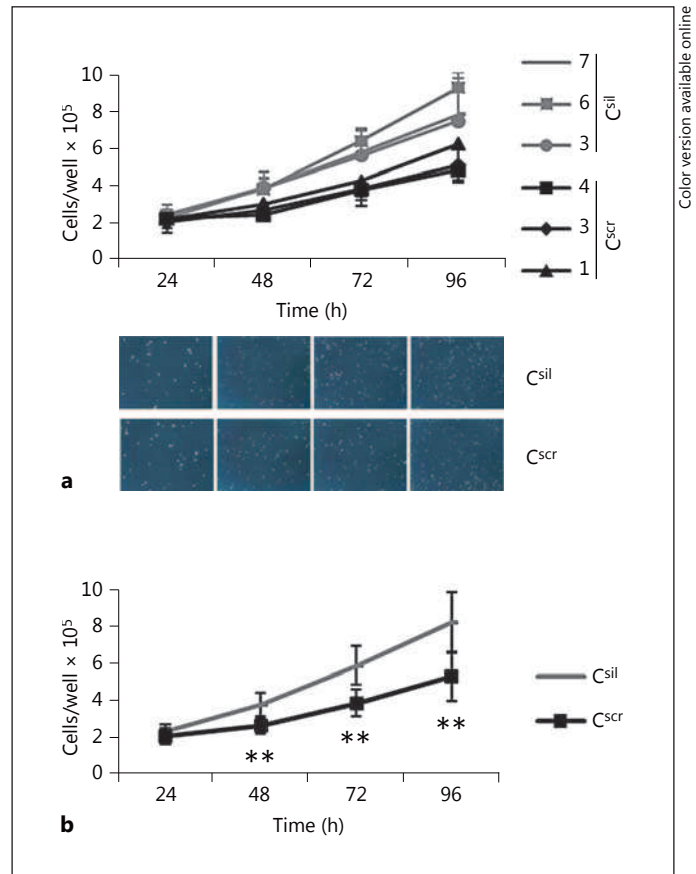 Color version available online
10
8
6
4
2
0
Cells/well × 10⁵
24 48 72 96
Time (h)
7
6
3
Cˢⁱˡ
4
3
1
Cˢᶜʳ
Cˢⁱˡ
Cˢᶜʳ
a
10
8
6
4
2
0
Cells/well × 10⁵
** ** **
24 48 72 96
Time (h)
Cˢⁱˡ
Cˢᶜʳ
b